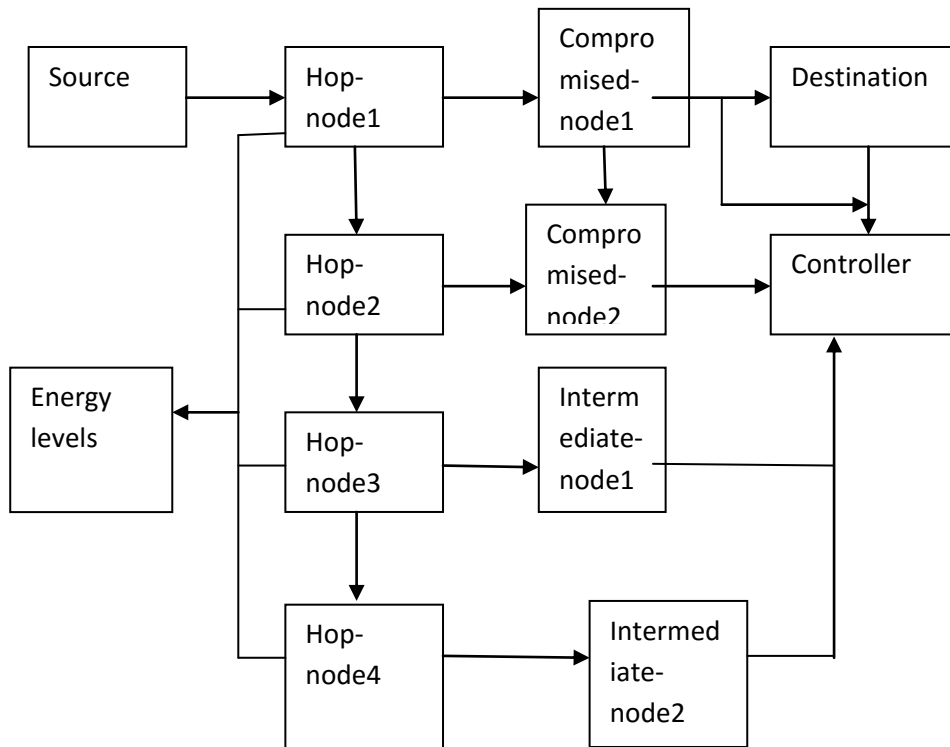 Source
Hop-
node1
Compro
mised-
node1
Destination
Hop-
node2
Compro
mised-
node2
Controller
Energy
levels
Hop-
node3
Interm
ediate-
node1
Hop-
node4
Intermed
iate-
node2